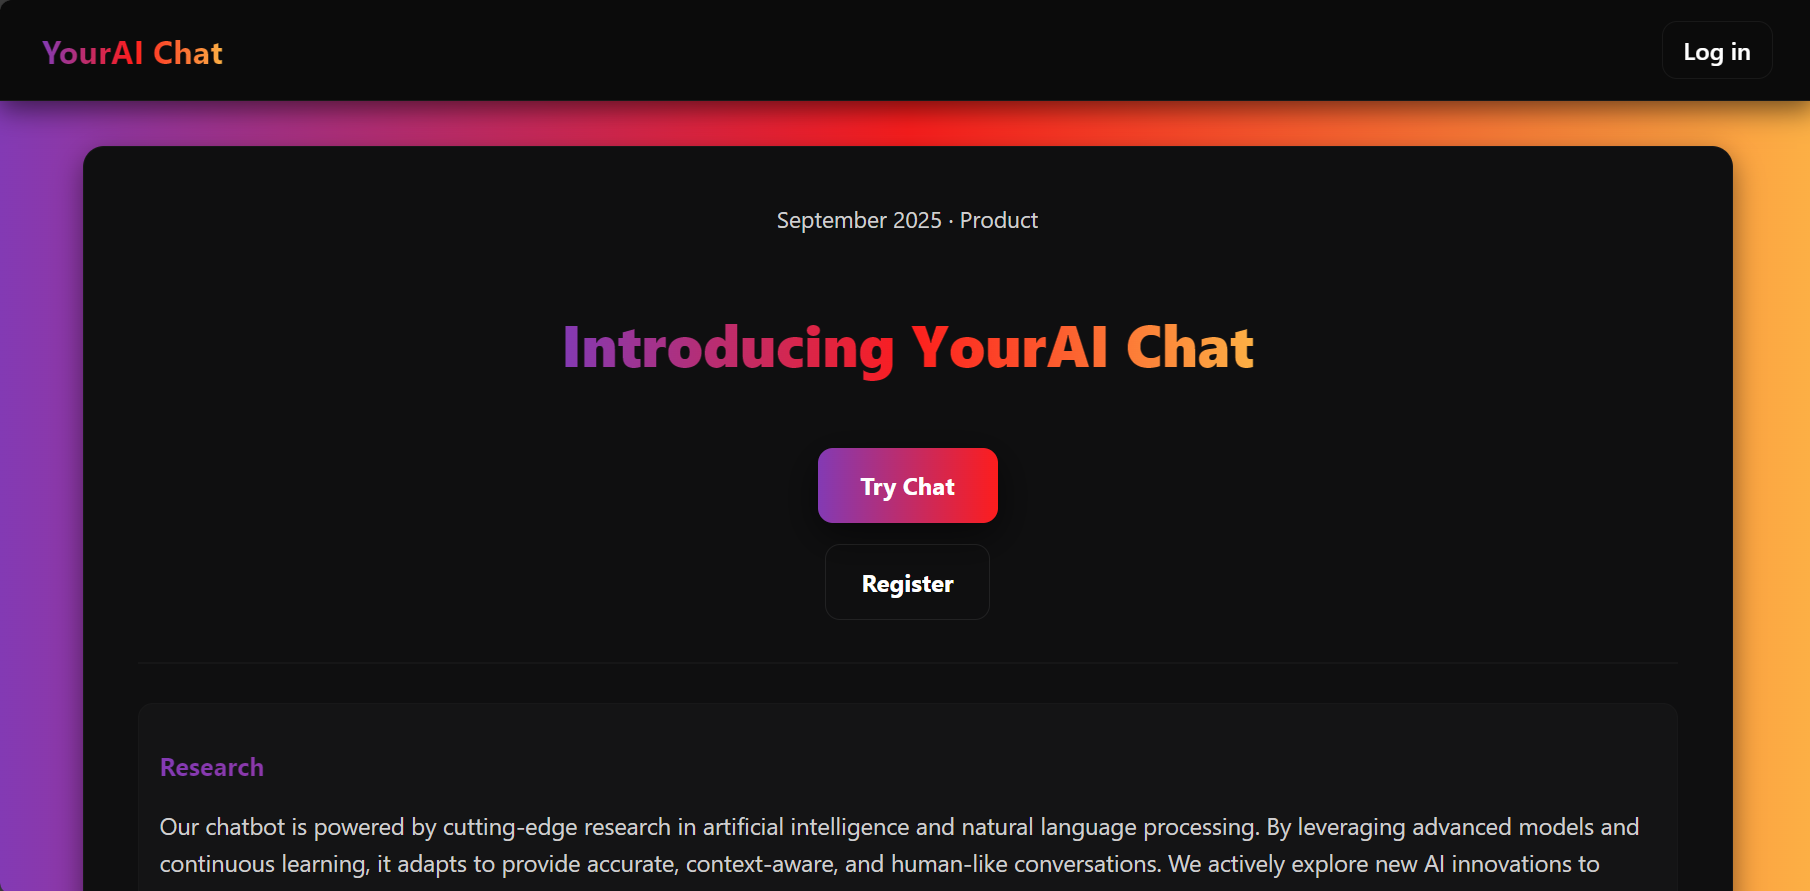 YourAI Chat
Log in
September 2025 · Product
Introducing YourAI Chat
Try Chat
Register
Research
Our chatbot is powered by cutting-edge research in artificial intelligence and natural language processing. By leveraging advanced models and
continuous learning, it adapts to provide accurate, context-aware, and human-like conversations. We actively explore new AI innovations to